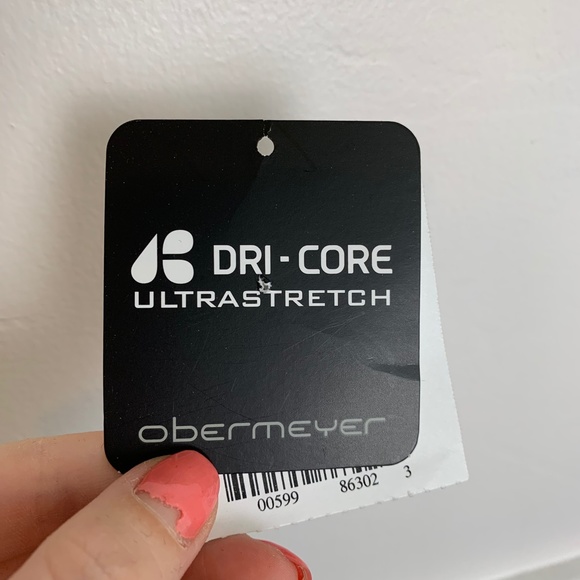 DRI-CORE
ULTRASTRETCH
obermeyer
00599 86302 3